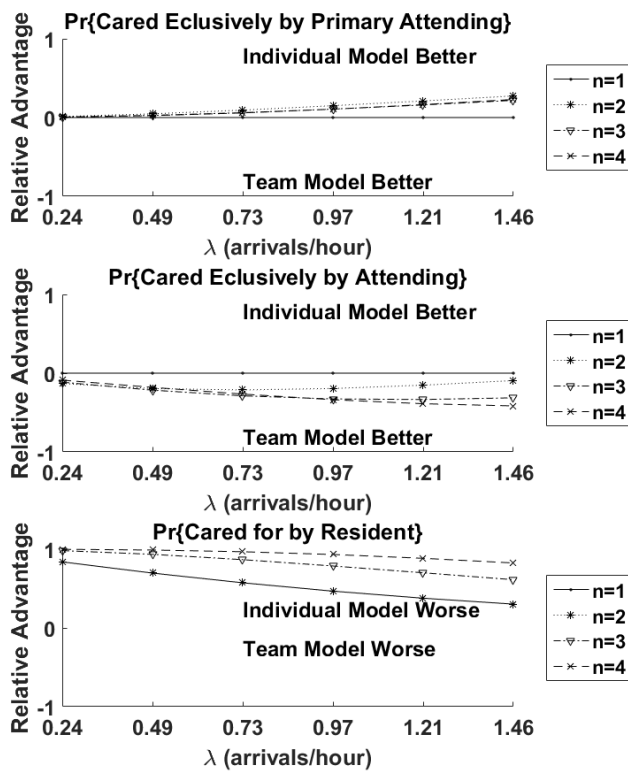 Pr{Cared Eclusively by Primary Attending}
Relative Advantage
1
0
-1
Individual Model Better
Team Model Better
0.24 0.49 0.73 0.97 1.21 1.46
λ (arrivals/hour)
n=1
n=2
n=3
n=4
Pr{Cared Eclusively by Attending}
Relative Advantage
1
0
-1
Individual Model Better
Team Model Better
0.24 0.49 0.73 0.97 1.21 1.46
λ (arrivals/hour)
n=1
n=2
n=3
n=4
Pr{Cared for by Resident}
Relative Advantage
1
0
-1
Individual Model Worse
Team Model Worse
0.24 0.49 0.73 0.97 1.21 1.46
λ (arrivals/hour)
n=1
n=2
n=3
n=4